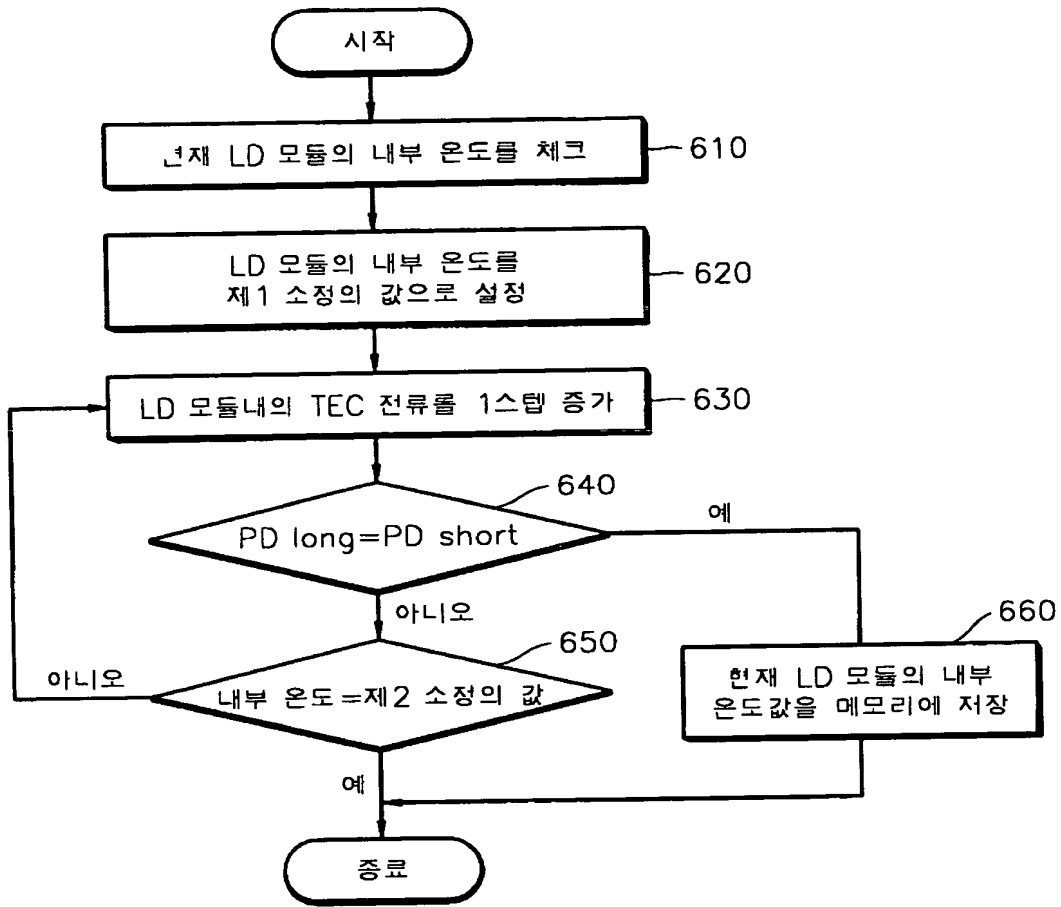 시작
현재 LD 모듈의 내부 온도를 체크
610
LD 모듈의 내부 온도를
제1 소정의 값으로 설정
620
LD 모듈내의 TEC 전류를 1스텝 증가
630
640
PD long=PD short
예
아니오
650
내부 온도=제2 소정의 값
아니오
660
현재 LD 모듈의 내부
온도값을 메모리에 저장
예
종료